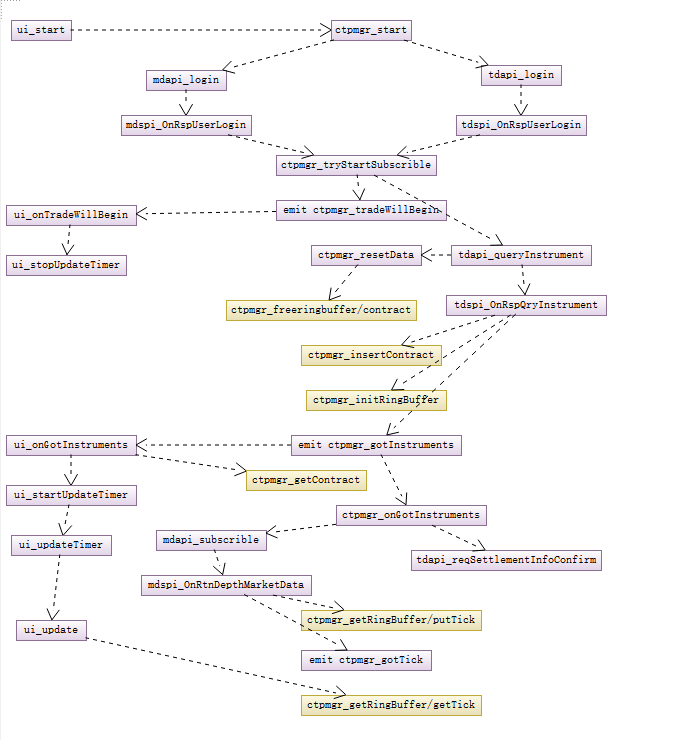 ui_start
ctpmgr_start
mdapi_login
tdapi_login
mdspi_OnRspUserLogin
tdspi_OnRspUserLogin
ctpmgr_tryStartSubscrible
ui_onTradeWillBegin
emit ctpmgr_tradeWillBegin
ui_stopUpdateTimer
ctpmgr_resetData
tdapi_queryInstrument
ctpmgr_freeringbuffer/contract
tdspi_OnRspQryInstrument
ctpmgr_insertContract
ctpmgr_initRingBuffer
ui_onGotInstruments
emit ctpmgr_gotInstruments
ctpmgr_getContract
ui_startUpdateTimer
ctpmgr_onGotInstruments
ui_updateTimer
mdapi_subscrible
tdapi_reqSettlementInfoConfirm
mdspi_OnRtnDepthMarketData
ctpmgr_getRingBuffer/putTick
ui_update
emit ctpmgr_gotTick
ctpmgr_getRingBuffer/getTick